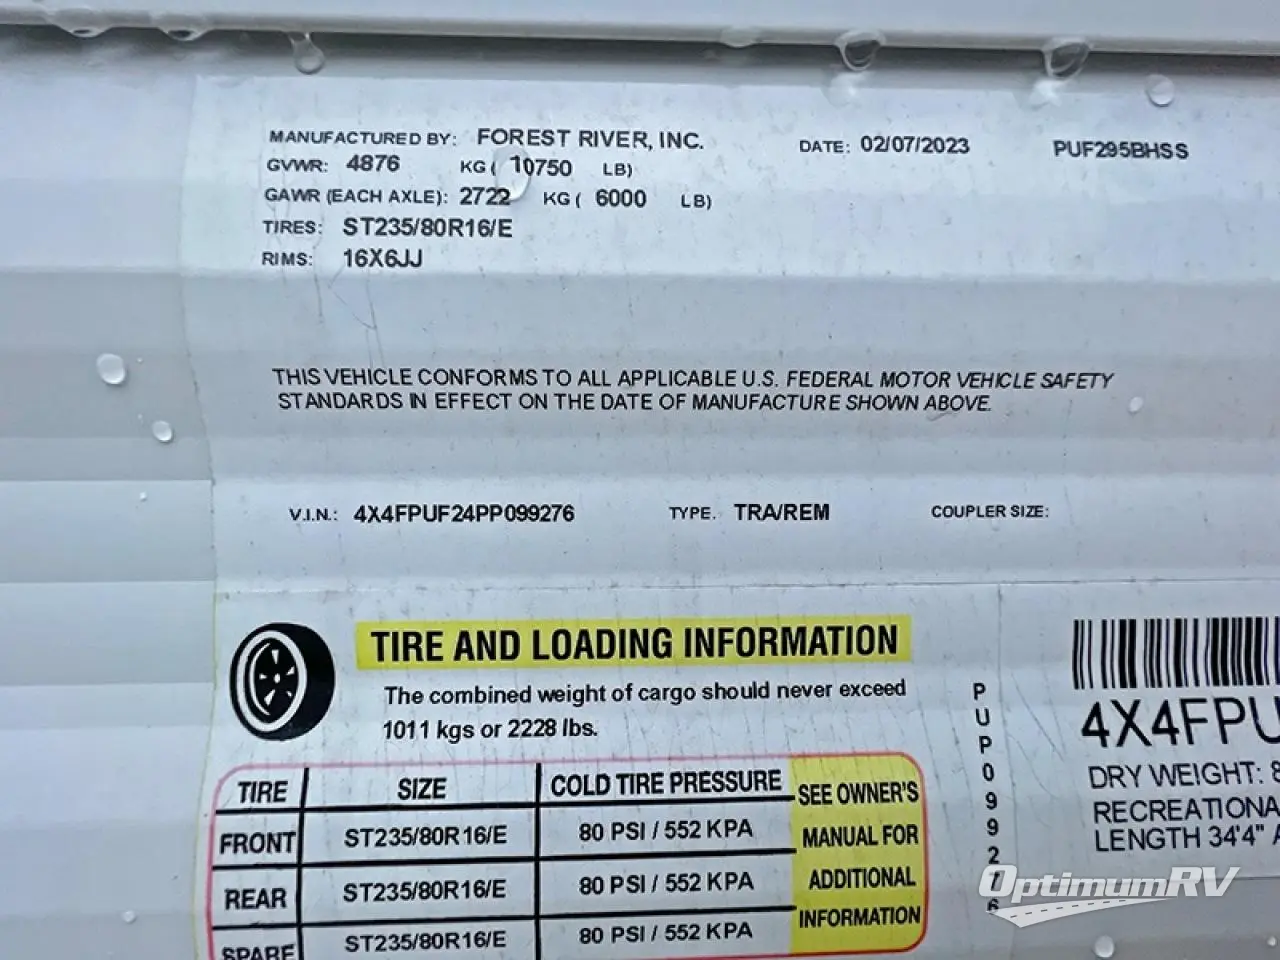 MANUFACTURED BY: FOREST RIVER, INC. DATE: 02/07/2023 PUF295BHSS
GVWR: 4876 KG ( 10750 LB)
GAWR (EACH AXLE): 2722 KG ( 6000 LB)
TIRES: ST235/80R16/E
RIMS: 16X6JJ
THIS VEHICLE CONFORMS TO ALL APPLICABLE U.S. FEDERAL MOTOR VEHICLE SAFETY
STANDARDS IN EFFECT ON THE DATE OF MANUFACTURE SHOWN ABOVE.
V.I.N.: 4X4FPUF24PP099276 TYPE. TRA/REM COUPLER SIZE:
TIRE AND LOADING INFORMATION
The combined weight of cargo should never exceed
1011 kgs or 2228 lbs.
TIRE SIZE COLD TIRE PRESSURE
FRONT ST235/80R16/E 80 PSI / 552 KPA
REAR ST235/80R16/E 80 PSI / 552 KPA
SPARE ST235/80R16/E 80 PSI / 552 KPA
SEE OWNER'S
MANUAL FOR
ADDITIONAL
INFORMATION
PUP099276
4X4FPU
DRY WEIGHT: 8
RECREATIONA
LENGTH 34'4" A
OptimumRV